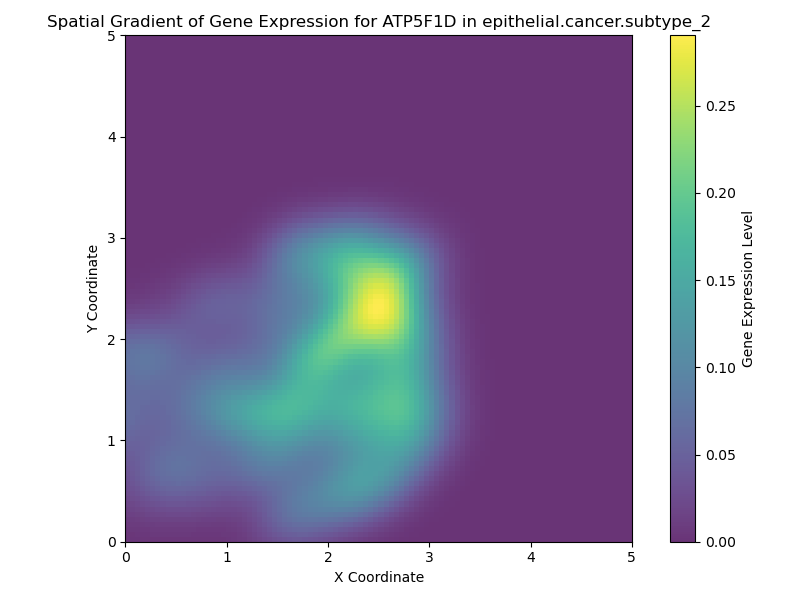 Spatial Gradient of Gene Expression for ATP5F1D in epithelial.cancer.subtype_2
5
4
3
2
1
0
Y Coordinate
0 1 2 3 4 5
X Coordinate
0.25
0.20
0.15
0.10
0.05
0.00
Gene Expression Level